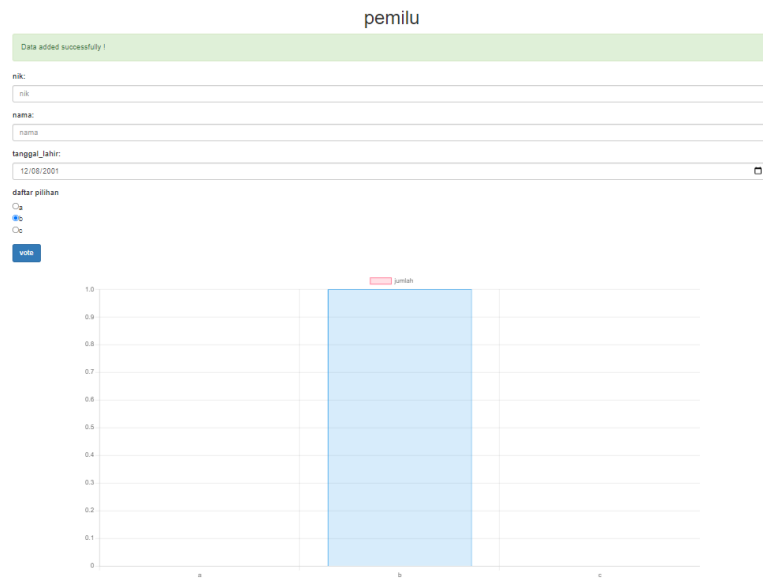 pemilu
Data added successfully !
nik:
nik
nama:
nama
tanggal_lahir:
12/08/2001
daftar pilihan
a
b
c
vote
jumlah
1.0
0.9
0.8
0.7
0.6
0.5
0.4
0.3
0.2
0.1
0
a b c